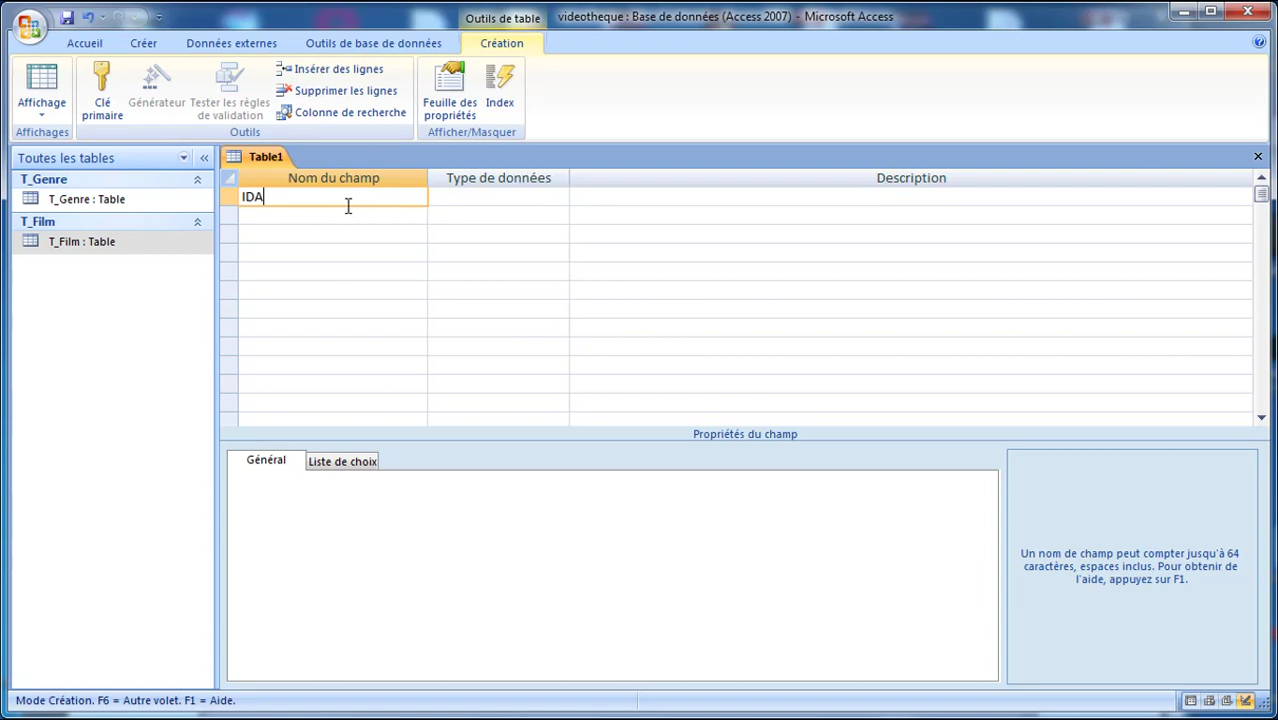 Outils de table
videotheque : Base de données (Access 2007) - Microsoft Access
Accueil
Créer
Données externes
Outils de base de données
Création
Affichage
Clé primaire
Générateur
Tester les règles de validation
Insérer des lignes
Supprimer les lignes
Colonne de recherche
Feuille des propriétés
Index
Affichages
Outils
Afficher/Masquer
Toutes les tables
T_Genre
T_Genre : Table
T_Film
T_Film : Table
Table1
Nom du champ
Type de données
Description
IDA
Propriétés du champ
Général
Liste de choix
Un nom de champ peut compter jusqu'à 64
caractères, espaces inclus. Pour obtenir de
l'aide, appuyez sur F1.
Mode Création. F6 = Autre volet. F1 = Aide.